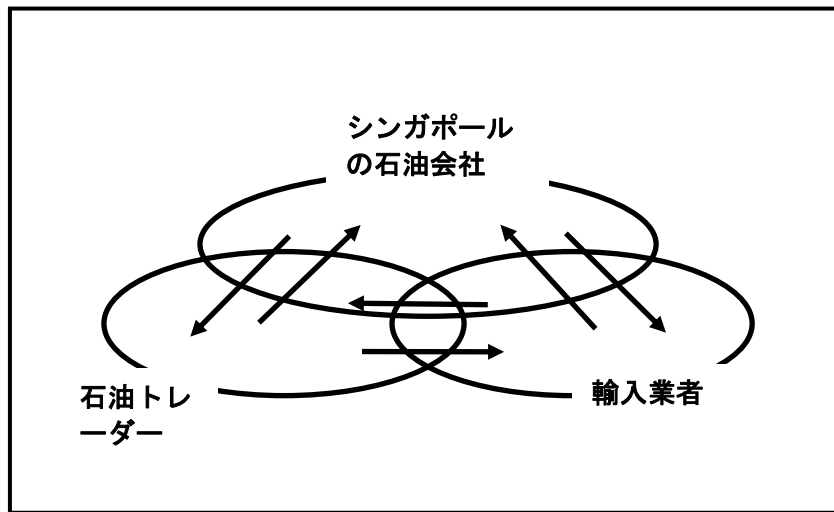 シンガポール
の石油会社
石油トレ
ーダー
輸入業者